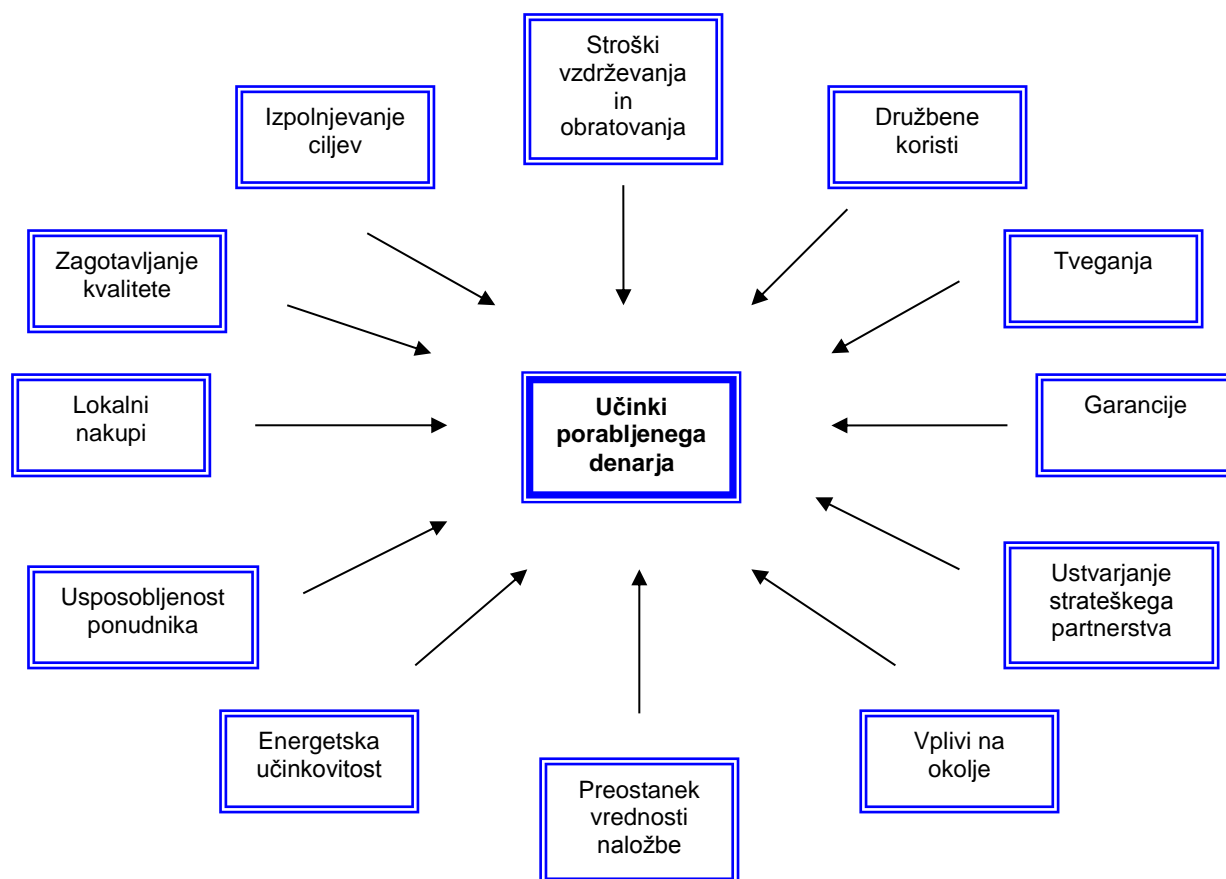 Stroški
vzdrževanja
in
obratovanja
Izpolnjevanje
ciljev
Družbene
koristi
Zagotavljanje
kvalitete
Tveganja
Lokalni
nakupi
Učinki
porabljenega
denarja
Garancije
Usposobljenost
ponudnika
Ustvarjanje
strateškega
partnerstva
Energetska
učinkovitost
Preostanek
vrednosti
naložbe
Vplivi na
okolje